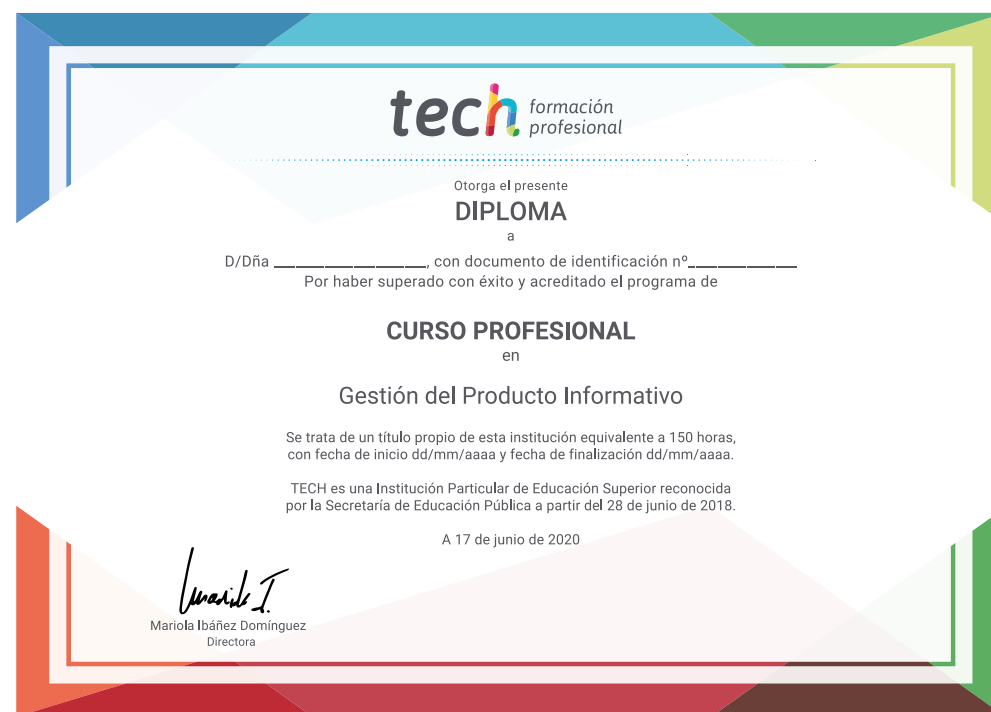 tech formación
profesional
Otorga el presente
DIPLOMA
a
D/Dña ______________, con documento de identificación nº__________
Por haber superado con éxito y acreditado el programa de
CURSO PROFESIONAL
en
Gestión del Producto Informativo
Se trata de un título propio de esta institución equivalente a 150 horas,
con fecha de inicio dd/mm/aaaa y fecha de finalización dd/mm/aaaa.
TECH es una Institución Particular de Educación Superior reconocida
por la Secretaría de Educación Pública a partir del 28 de junio de 2018.
A 17 de junio de 2020
Mariola Ibáñez Domínguez
Directora